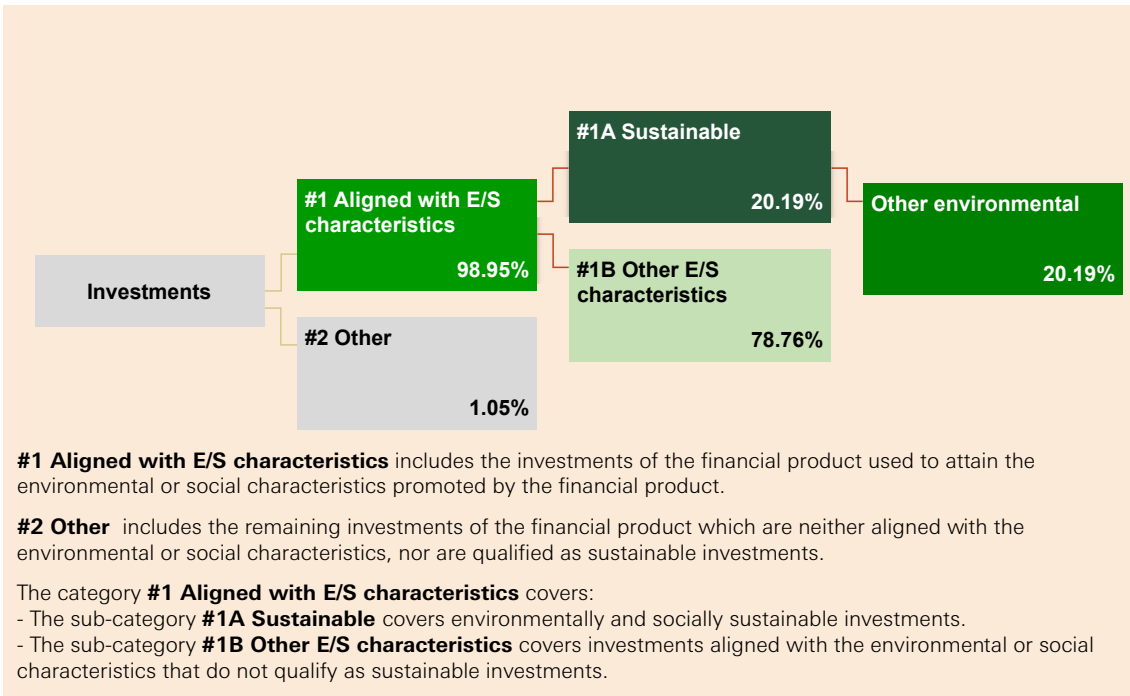 #1A Sustainable
20.19%
#1 Aligned with E/S
characteristics
98.95%
Other environmental
20.19%
Investments
#1B Other E/S
characteristics
78.76%
#2 Other
1.05%
#1 Aligned with E/S characteristics includes the investments of the financial product used to attain the
environmental or social characteristics promoted by the financial product.
#2 Other includes the remaining investments of the financial product which are neither aligned with the
environmental or social characteristics, nor are qualified as sustainable investments.
The category #1 Aligned with E/S characteristics covers:
- The sub-category #1A Sustainable covers environmentally and socially sustainable investments.
- The sub-category #1B Other E/S characteristics covers investments aligned with the environmental or social
characteristics that do not qualify as sustainable investments.